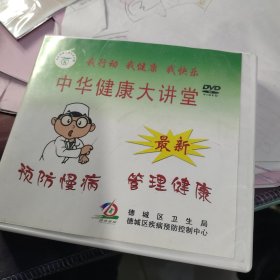 我行动 我健康 我快乐
中华健康大讲堂
DVD
VIDEO
最新
预防慢病 管理健康
德城区卫生局
德城区疾病预防控制中心